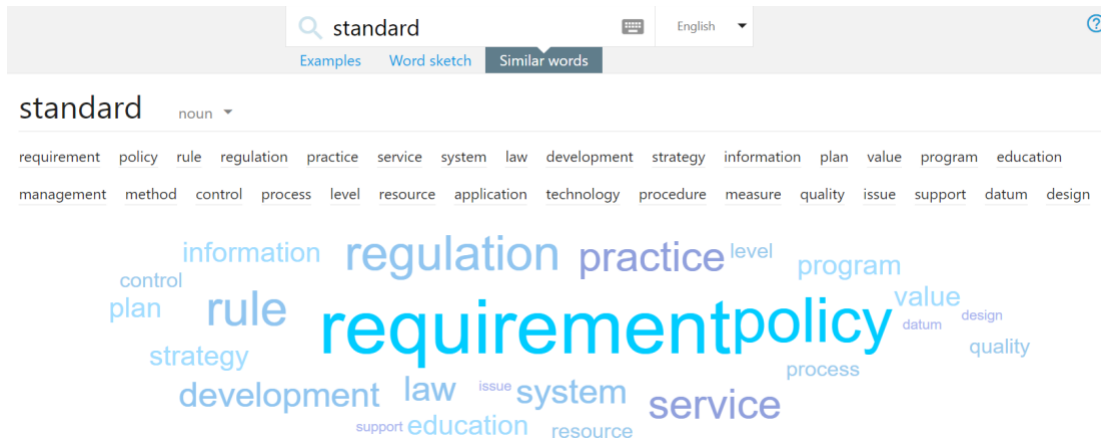 standard English ?
Examples Word sketch Similar words
standard noun
requirement policy rule regulation practice service system law development strategy information plan value program education
management method control process level resource application technology procedure measure quality issue support datum design
information regulation practice level program
control
plan rule requirement policy value
datum design
strategy quality
process
development law issue system service
support education resource